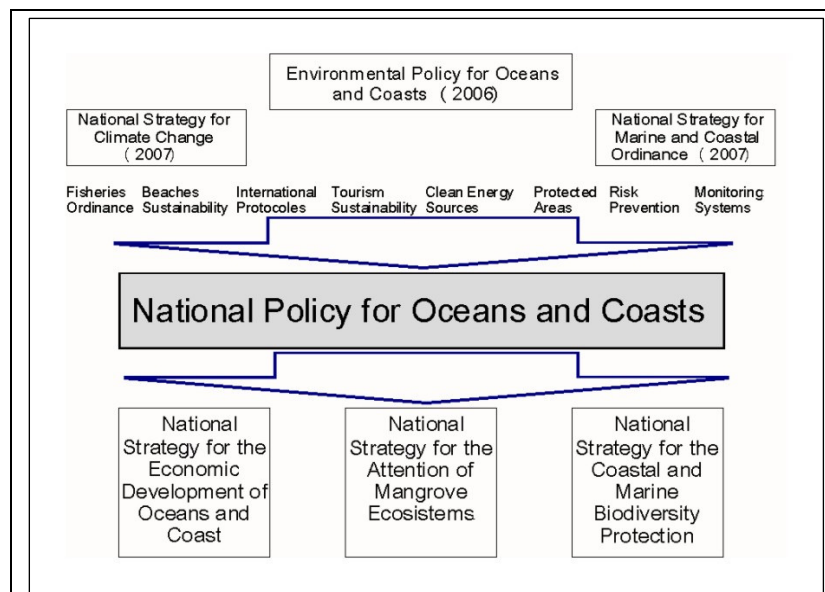 Environmental Policy for Oceans
and Coasts ( 2006)
National Strategy for
Climate Change
( 2007)
National Strategy for
Marine and Coastal
Ordinance ( 2007)
Fisheries
Ordinance
Beaches
Sustainability
International
Protocoles
Tourism
Sustainability
Clean Energy
Sources
Protected
Areas
Risk
Prevention
Monitoring
Systems
National Policy for Oceans and Coasts
National
Strategy for the
Economic
Development of
Oceans and
Coast
National
Strategy for the
Attention of
Mangrove
Ecosistems
National
Strategy for the
Coastal and
Marine
Biodiversity
Protection